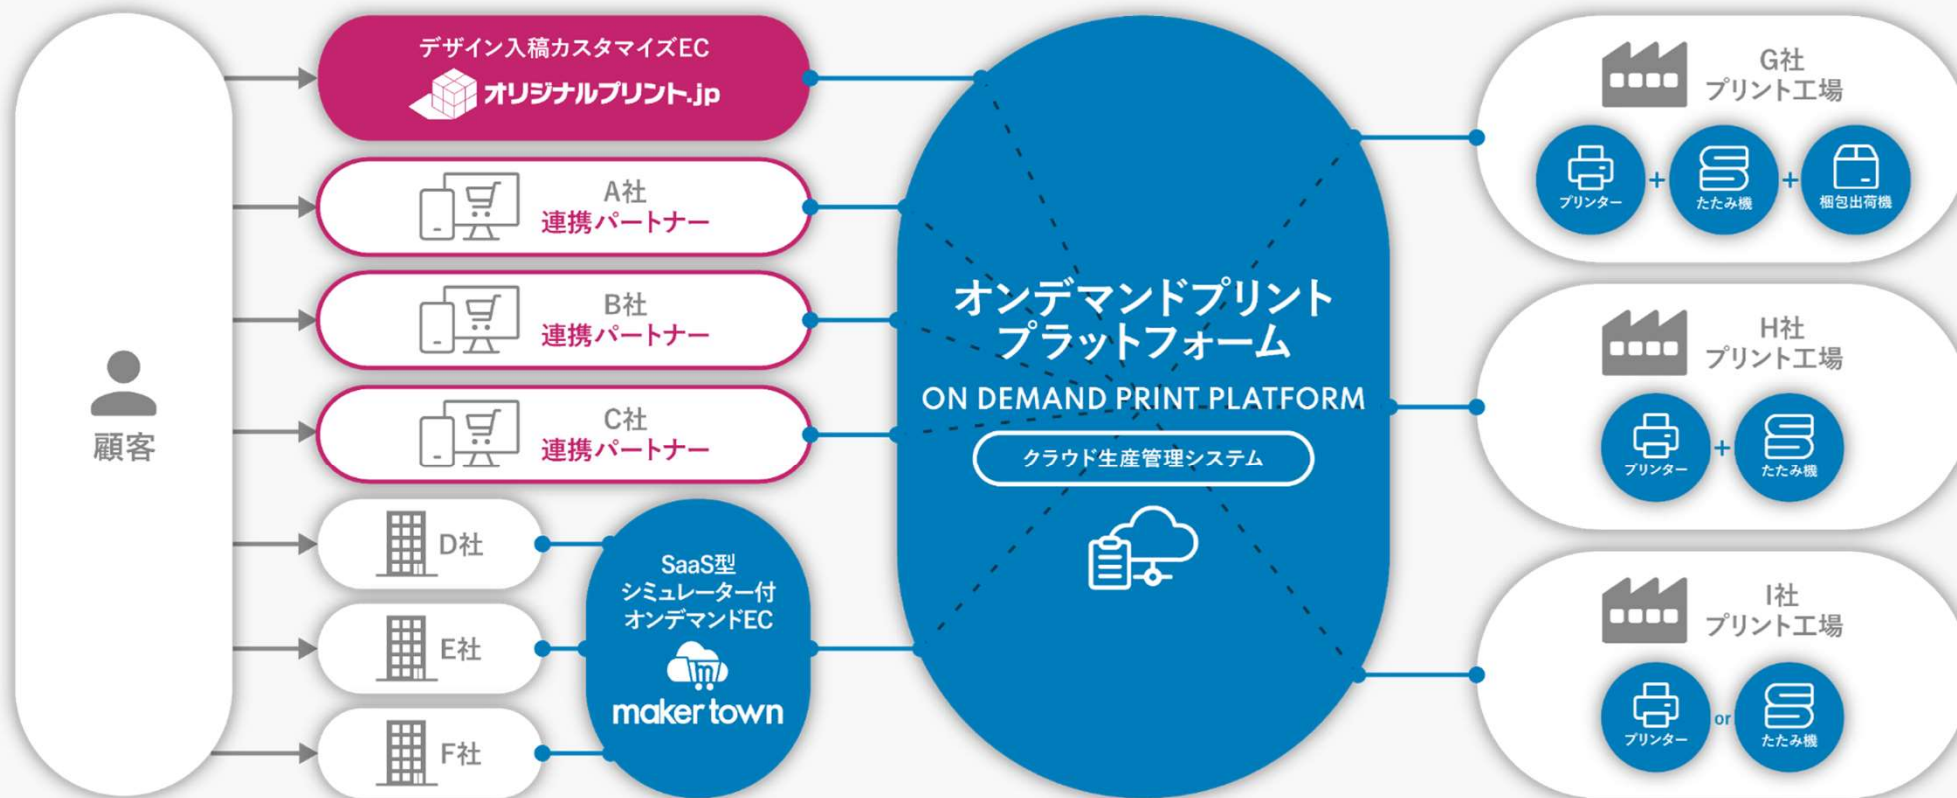 顧客
デザイン入稿カスタマイズEC
オリジナルプリント.jp
A社
連携パートナー
B社
連携パートナー
C社
連携パートナー
D社
E社
F社
SaaS型
シミュレーター付
オンデマンドEC
maker town
オンデマンドプリント
プラットフォーム
ON DEMAND PRINT PLATFORM
クラウド生産管理システム
G社
プリント工場
プリンター
+
たたみ機
+
梱包出荷機
H社
プリント工場
プリンター
+
たたみ機
I社
プリント工場
プリンター
or
たたみ機